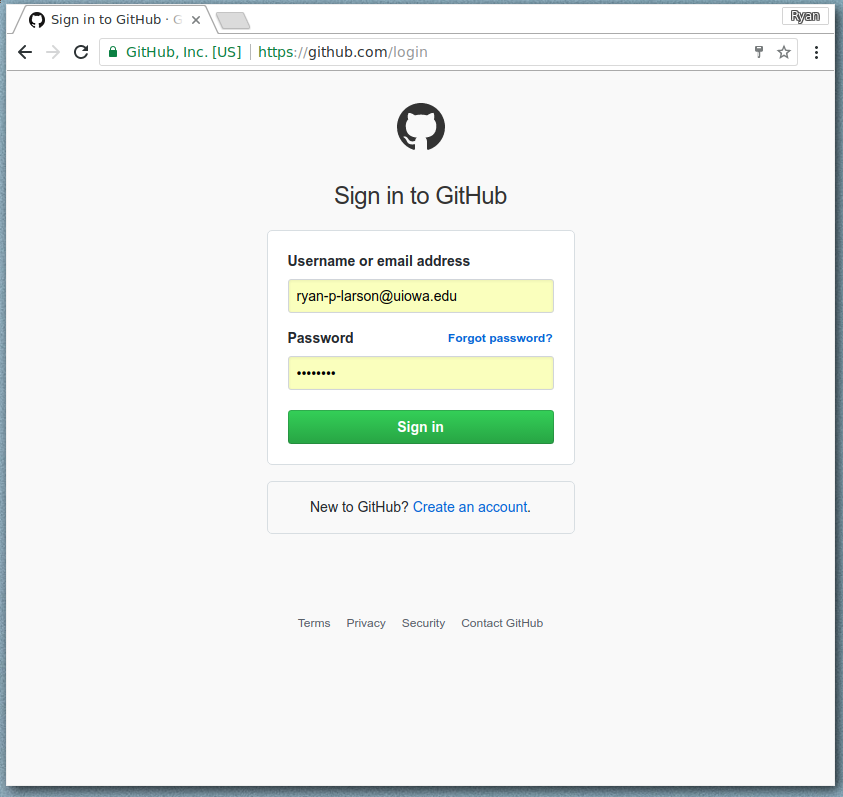 Sign in to GitHub · G
Ryan
GitHub, Inc. [US] https://github.com/login
Sign in to GitHub
Username or email address
ryan-p-larson@uiowa.edu
Password Forgot password?
••••••••
Sign in
New to GitHub? Create an account.
Terms Privacy Security Contact GitHub